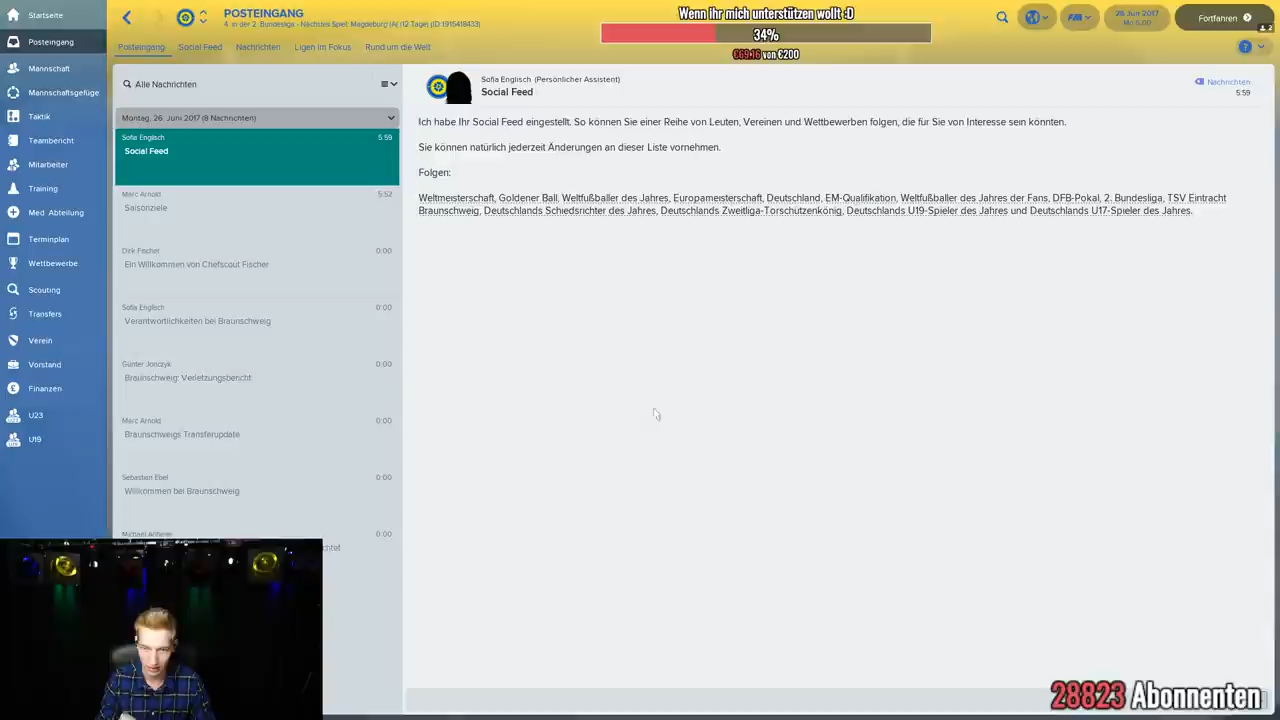 Startseite
Posteingang
Mannschaft
Mannschaftsgefüge
Taktik
Teambericht
Mitarbeiter
Training
Med. Abteilung
Terminplan
Wettbewerbe
Scouting
Transfers
Verein
Vorstand
Finanzen
U23
U19
POSTEINGANG
4. in der 2. Bundesliga - Nächstes Spiel: Magdeburg (A) (12 Tage) (ID:1915418433)
Posteingang Social Feed Nachrichten Ligen im Fokus Rund um die Welt
Wenn ihr mich unterstützen wollt :D
34%
€69.16 von €200
FM
26 Jun 2017
Mo 6:00
Fortfahren
2
?
Alle Nachrichten
Montag, 26. Juni 2017 (8 Nachrichten)
Sofia Englisch 5:59
Social Feed
Marc Arnold 5:52
Saisonziele
Dirk Fischer 0:00
Ein Willkommen von Chefscout Fischer
Sofia Englisch 0:00
Verantwortlichkeiten bei Braunschweig
Günter Jonczyk 0:00
Braunschweig: Verletzungsbericht
Marc Arnold 0:00
Braunschweigs Transferupdate
Sebastian Ebel 0:00
Willkommen bei Braunschweig
0:00
Sofia Englisch (Persönlicher Assistent)
Social Feed
Nachrichten
5:59
Ich habe Ihr Social Feed eingestellt. So können Sie einer Reihe von Leuten, Vereinen und Wettbewerben folgen, die für Sie von Interesse sein könnten.
Sie können natürlich jederzeit Änderungen an dieser Liste vornehmen.
Folgen:
Weltmeisterschaft, Goldener Ball, Weltfußballer des Jahres, Europameisterschaft, Deutschland, EM-Qualifikation, Weltfußballer des Jahres der Fans, DFB-Pokal, 2. Bundesliga, TSV Eintracht
Braunschweig, Deutschlands Schiedsrichter des Jahres, Deutschlands Zweitliga-Torschützenkönig, Deutschlands U19-Spieler des Jahres und Deutschlands U17-Spieler des Jahres.
28823 Abonnenten